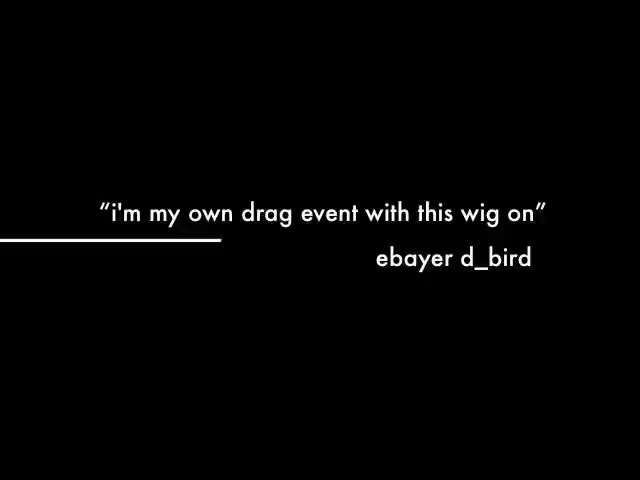 “i'm my own drag event with this wig on”
ebayer d_bird